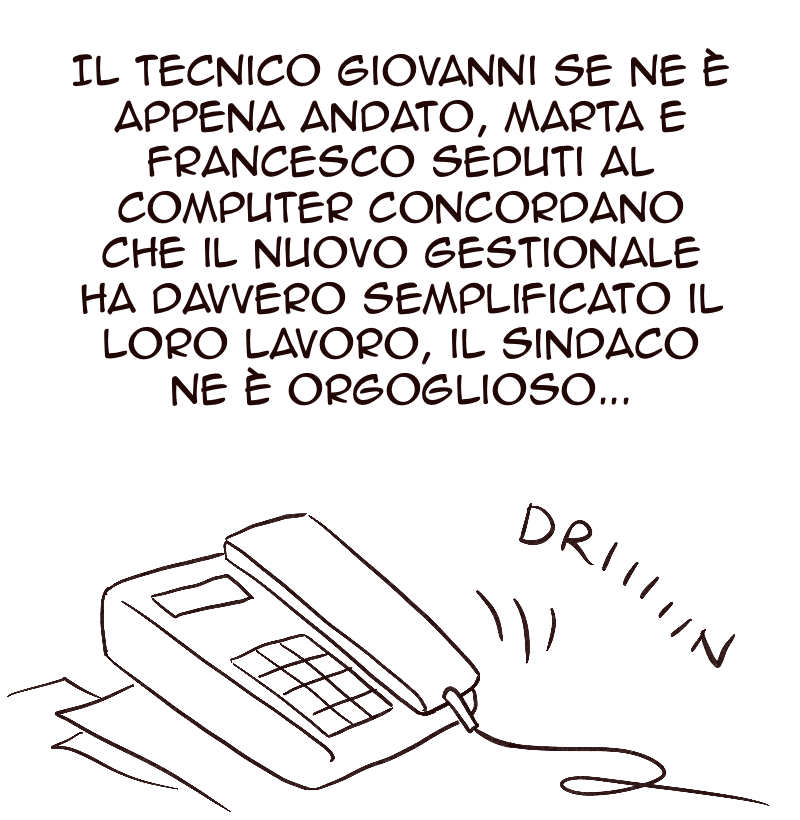 IL TECNICO GIOVANNI SE NE È
APPENA ANDATO, MARTA E
FRANCESCO SEDUTI AL
COMPUTER CONCORDANO
CHE IL NUOVO GESTIONALE
HA DAVVERO SEMPLIFICATO IL
LORO LAVORO, IL SINDACO
NE È ORGOGLIOSO...
DRIIIIIN